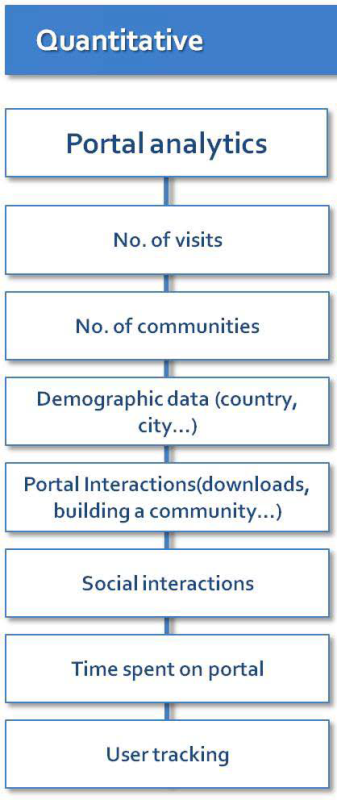 Quantitative
Portal analytics
No. of visits
No. of communities
Demographic data (country,
city...)
Portal Interactions(downloads,
building a community...)
Social interactions
Time spent on portal
User tracking